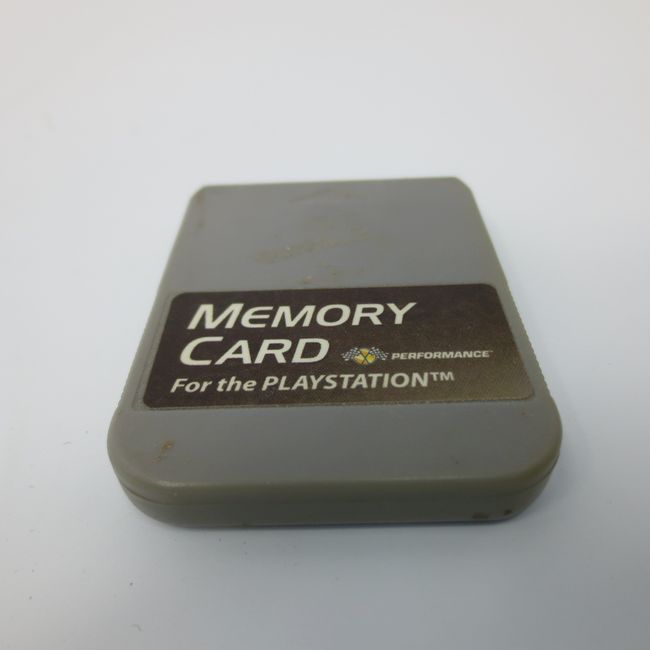 MEMORY
CARD PERFORMANCE
For the PLAYSTATION™